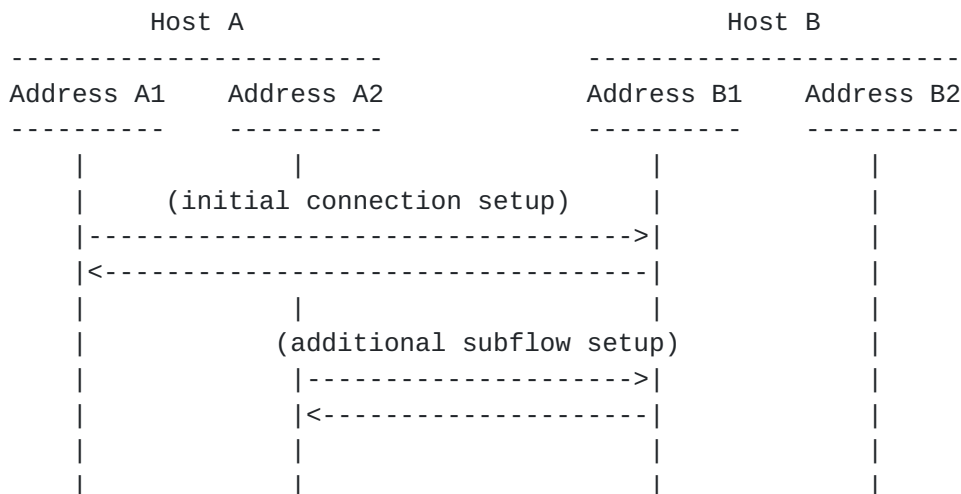 Host A Host B
------------------------ ------------------------
Address A1 Address A2 Address B1 Address B2
---------- ---------- ---------- ----------
| | | |
| (initial connection setup) | |
|----------------------------------->| |
|<-----------------------------------| |
| | | |
| (additional subflow setup) |
| |--------------------->| |
| |<---------------------| |
| | | |
| | | |